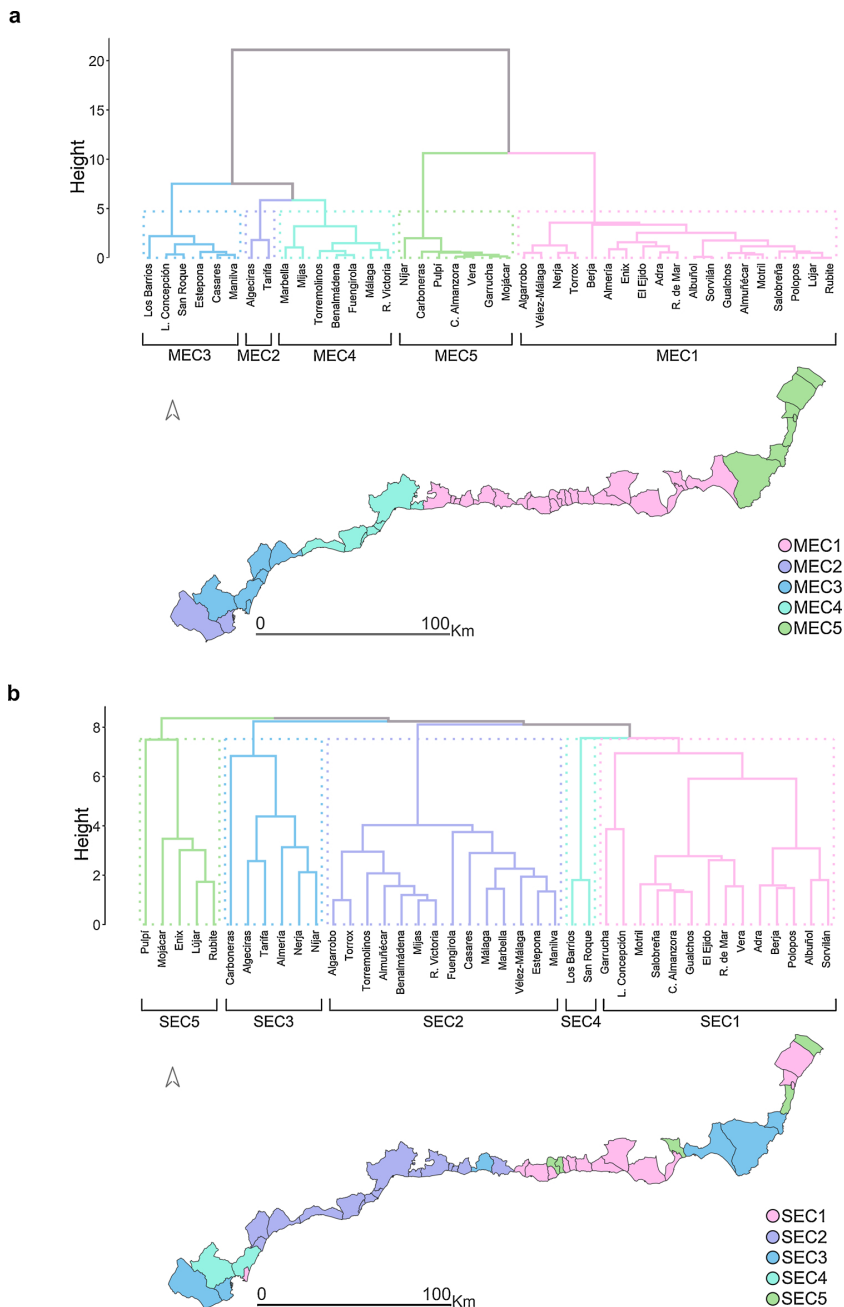 a
Height
20
15
10
5
0
Los Barrios
L. Concepción
San Roque
Estepona
Casares
Manilva
Algeciras
Tarifa
Marbella
Mijas
Torremolinos
Benalmádena
Fuengirola
Málaga
R. Victoria
Níjar
Carboneras
Pulpí
C. Almanzora
Vera
Garrucha
Mojácar
Algarrobo
Vélez-Málaga
Nerja
Torrox
Berja
Almería
Enix
El Ejido
Adra
R. de Mar
Albuñol
Sorvilán
Gualchos
Almuñécar
Motril
Salobreña
Polopos
Lújar
Rubite
MEC3
MEC2
MEC4
MEC5
MEC1
MEC1
MEC2
MEC3
MEC4
MEC5
0
100 Km
b
Height
8
6
4
2
0
Pulpí
Mojácar
Enix
Lújar
Rubite
Carboneras
Algeciras
Tarifa
Almería
Nerja
Níjar
Algarrobo
Torrox
Torremolinos
Almuñécar
Benalmádena
Mijas
R. Victoria
Fuengirola
Casares
Málaga
Marbella
Vélez-Málaga
Estepona
Manilva
Los Barrios
San Roque
Garrucha
L. Concepción
Motril
Salobreña
C. Almanzora
Gualchos
El Ejido
R. de Mar
Vera
Adra
Berja
Polopos
Albuñol
Sorvilán
SEC5
SEC3
SEC2
SEC4
SEC1
SEC1
SEC2
SEC3
SEC4
SEC5
0
100 Km